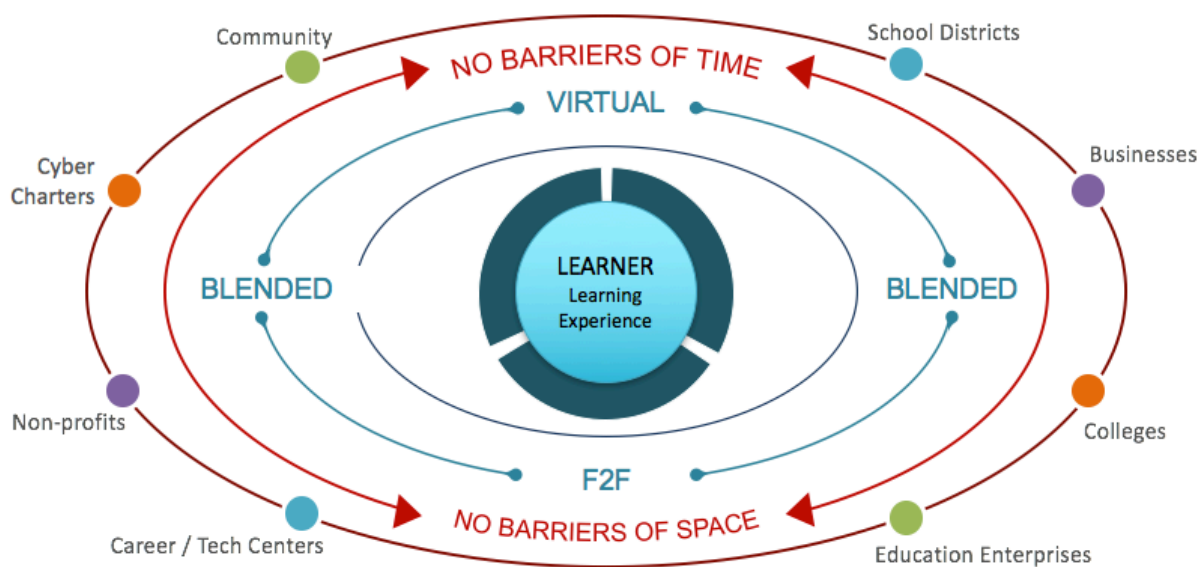 Community
School Districts
NO BARRIERS OF TIME
VIRTUAL
Cyber
Charters
Businesses
LEARNER
Learning
Experience
BLENDED
BLENDED
Non-profits
Colleges
F2F
NO BARRIERS OF SPACE
Career / Tech Centers
Education Enterprises